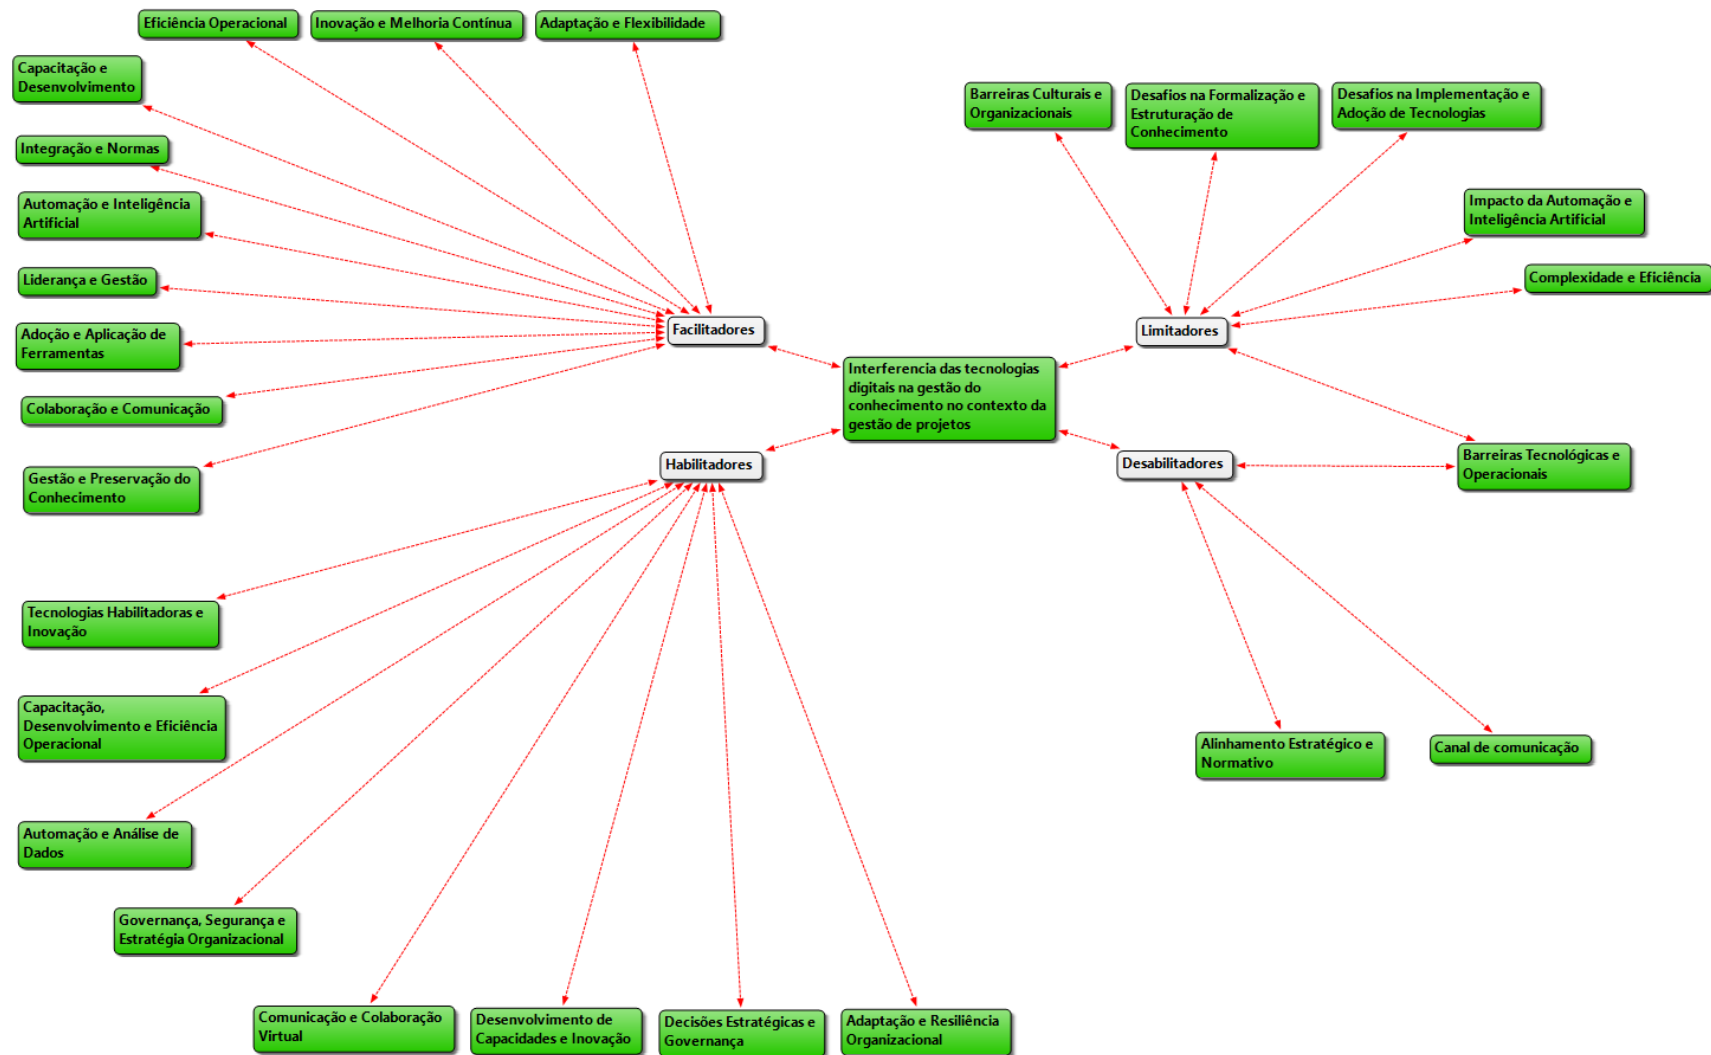 Eficiência Operacional
Inovação e Melhoria Contínua
Adaptação e Flexibilidade
Capacitação e
Desenvolvimento
Integração e Normas
Automação e Inteligência
Artificial
Liderança e Gestão
Adoção e Aplicação de
Ferramentas
Colaboração e Comunicação
Gestão e Preservação do
Conhecimento
Facilitadores
Barreiras Culturais e
Organizacionais
Desafios na Formalização e
Estruturação de
Conhecimento
Desafios na Implementação e
Adoção de Tecnologias
Impacto da Automação e
Inteligência Artificial
Complexidade e Eficiência
Limitadores
Interferencia das tecnologias
digitais na gestão do
conhecimento no contexto da
gestão de projetos
Habilitadores
Desabilitadores
Barreiras Tecnológicas e
Operacionais
Tecnologias Habilitadoras e
Inovação
Capacitação,
Desenvolvimento e Eficiência
Operacional
Automação e Análise de
Dados
Governança, Segurança e
Estratégia Organizacional
Comunicação e Colaboração
Virtual
Desenvolvimento de
Capacidades e Inovação
Decisões Estratégicas e
Governança
Adaptação e Resiliência
Organizacional
Alinhamento Estratégico e
Normativo
Canal de comunicação